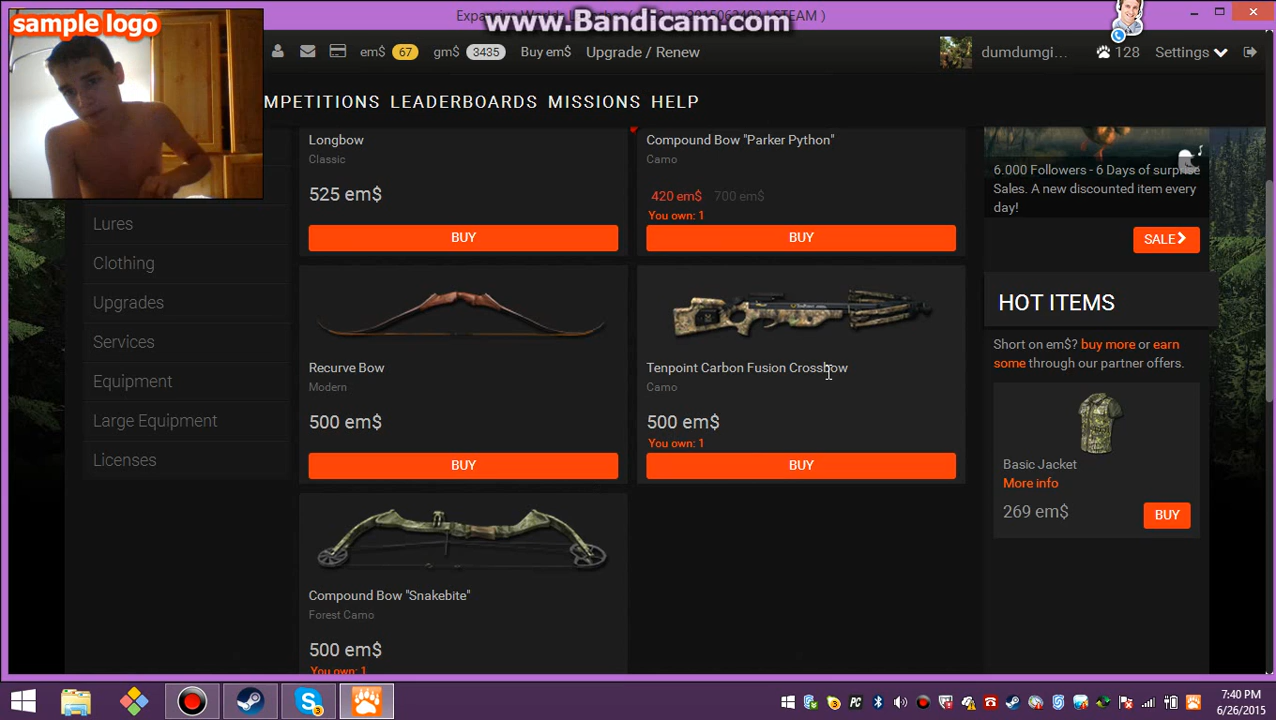 www.Bandicam.com
STEAM )
sample logo
em$ 67 gm$ 3435 Buy em$ Upgrade / Renew
dumdumgi... 128 Settings
MPETITIONS LEADERBOARDS MISSIONS HELP
Longbow
Classic
525 em$
BUY
Compound Bow "Parker Python"
Camo
420 em$ 700 em$
You own: 1
BUY
6.000 Followers - 6 Days of surprise
Sales. A new discounted item every
day!
SALE
Lures
Clothing
Upgrades
Services
Equipment
Large Equipment
Licenses
Recurve Bow
Modern
500 em$
BUY
Tenpoint Carbon Fusion Crossbow
Camo
500 em$
You own: 1
BUY
HOT ITEMS
Short on em$? buy more or earn
some through our partner offers.
Basic Jacket
More info
269 em$
BUY
Compound Bow "Snakebite"
Forest Camo
500 em$
You own: 1
7:40 PM
6/26/2015